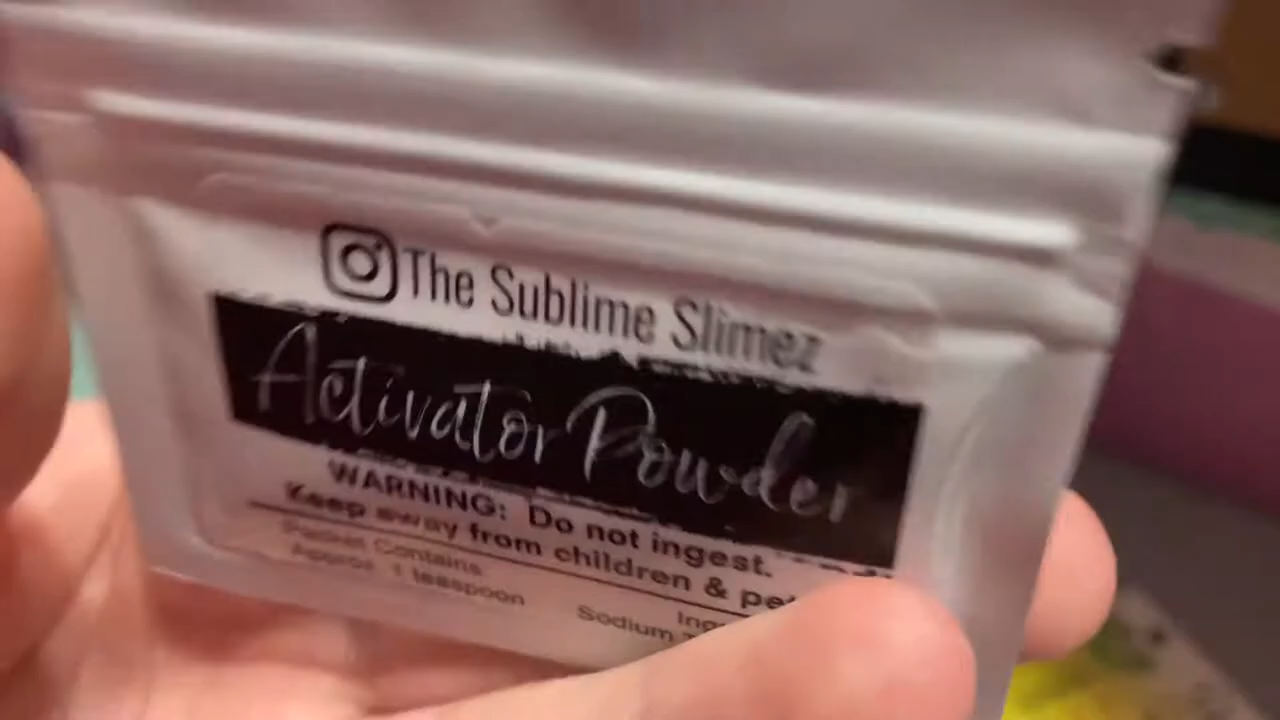 The Sublime Slimez
Activator Powder
WARNING: Do not ingest.
Keep away from children &
Packet Contains
Approx. 1 teaspoon
Sodium